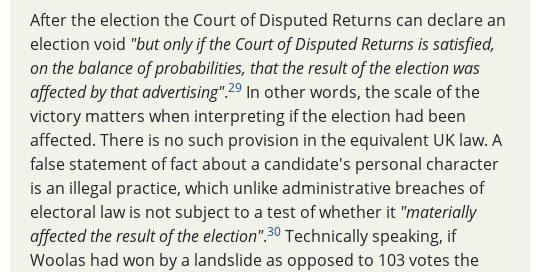 After the election the Court of Disputed Returns can declare an
election void "but only if the Court of Disputed Returns is satisfied,
on the balance of probabilities, that the result of the election was
affected by that advertising".29 In other words, the scale of the
victory matters when interpreting if the election had been
affected. There is no such provision in the equivalent UK law. A
false statement of fact about a candidate's personal character
is an illegal practice, which unlike administrative breaches of
electoral law is not subject to a test of whether it "materially
affected the result of the election".30 Technically speaking, if
Woolas had won by a landslide as opposed to 103 votes the